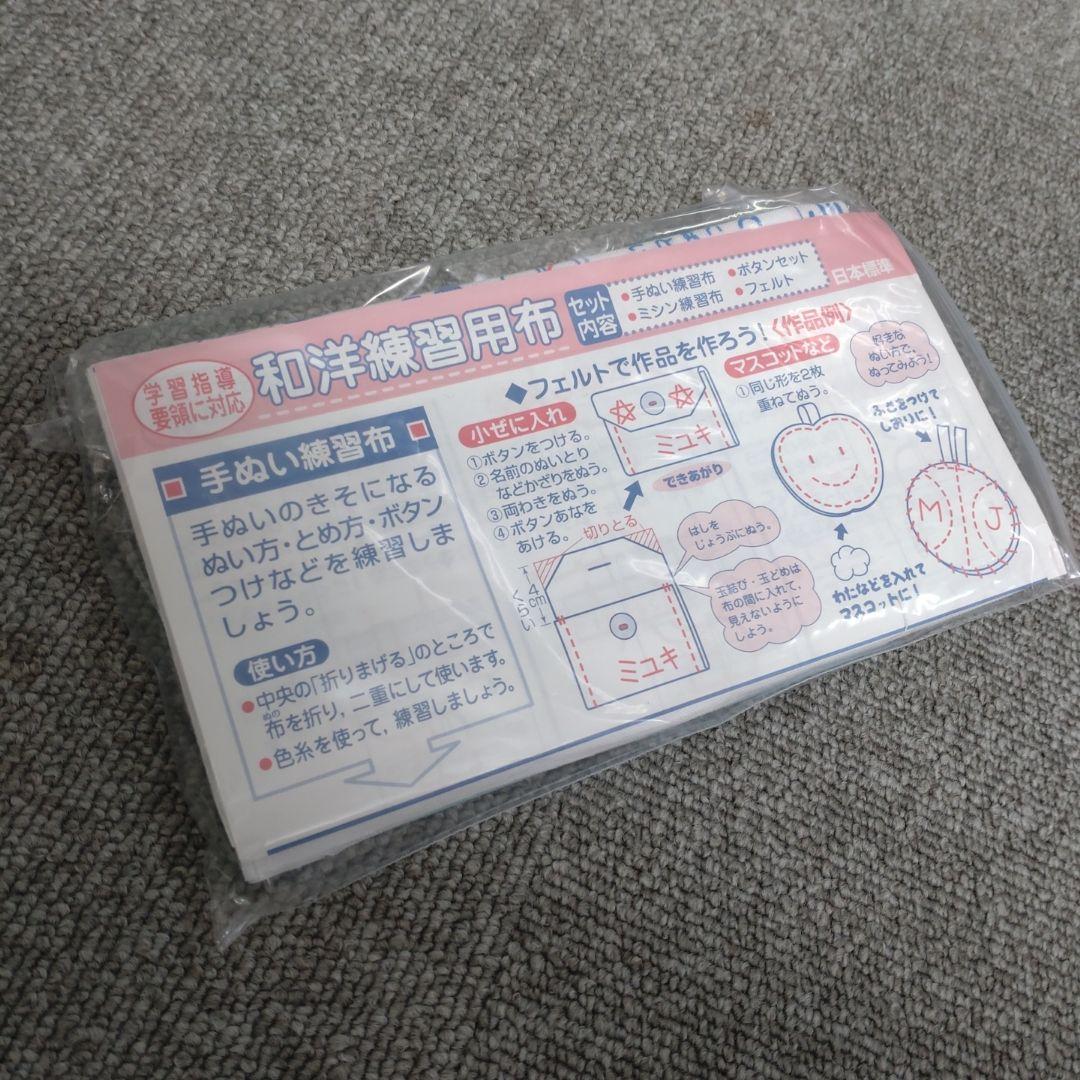 学習指導
要領に対応
和洋練習用布
セット
内容
●手ぬい練習布
●ボタンセット
●ミシン練習布
●フェルト
日本標準
手ぬい練習布
手ぬいのきそになる
ぬい方・とめ方・ボタン
つけなどを練習しま
しょう。
使い方
●中央の「折りまげる」のところで
布を折り,二重にして使います。
ぬの
●色糸を使って,練習しましょう。
◆フェルトで作品を作ろう!〈作品例〉
小ぜに入れ
①ボタンをつける。
②名前のぬいとり
などかざりをぬう。
③両わきをぬう。
④ボタンあなを
あける。
ミユキ
できあがり
切りとる
4cm
くらい
ミユキ
はしを
じょうぶにぬう。
玉結び・玉どめは
布の間に入れて,
見えないように
しよう。
マスコットなど
①同じ形を2枚
重ねてぬう。
わたなどを入れて
マスコットに!
好きな
ぬい方で,
ぬってみよう!
ふさをつけて
しおりに!
M
J